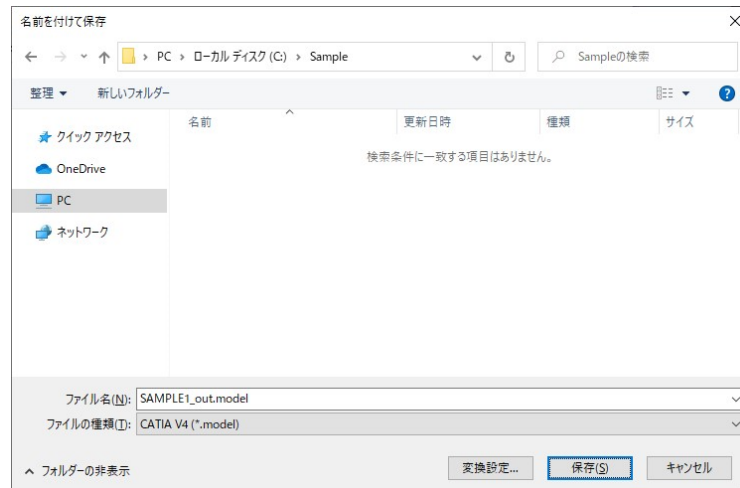 名前を付けて保存
PC › ローカル ディスク (C:) › Sample
Sampleの検索
整理 新しいフォルダー
名前 更新日時 種類 サイズ
検索条件に一致する項目はありません。
クイック アクセス
OneDrive
PC
ネットワーク
ファイル名(N): SAMPLE1_out.model
ファイルの種類(T): CATIA V4 (*.model)
フォルダーの非表示 変換設定... 保存(S) キャンセル